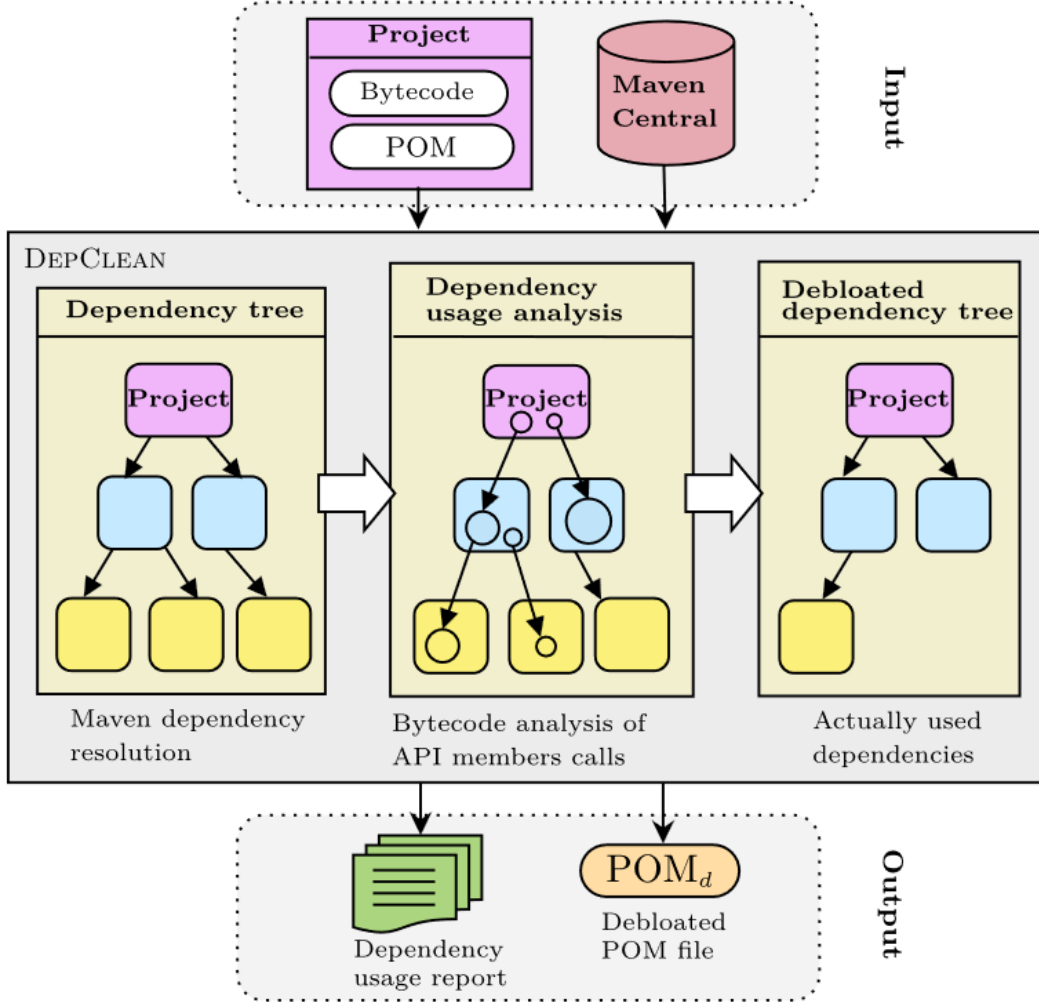 Project
Bytecode
POM
Maven
Central
Input
DEPCLEAN
Dependency tree
Project
Maven dependency
resolution
Dependency
usage analysis
Project
Bytecode analysis of
API members calls
Debloated
dependency tree
Project
Actually used
dependencies
Dependency
usage report
POMd
Debloated
POM file
Output